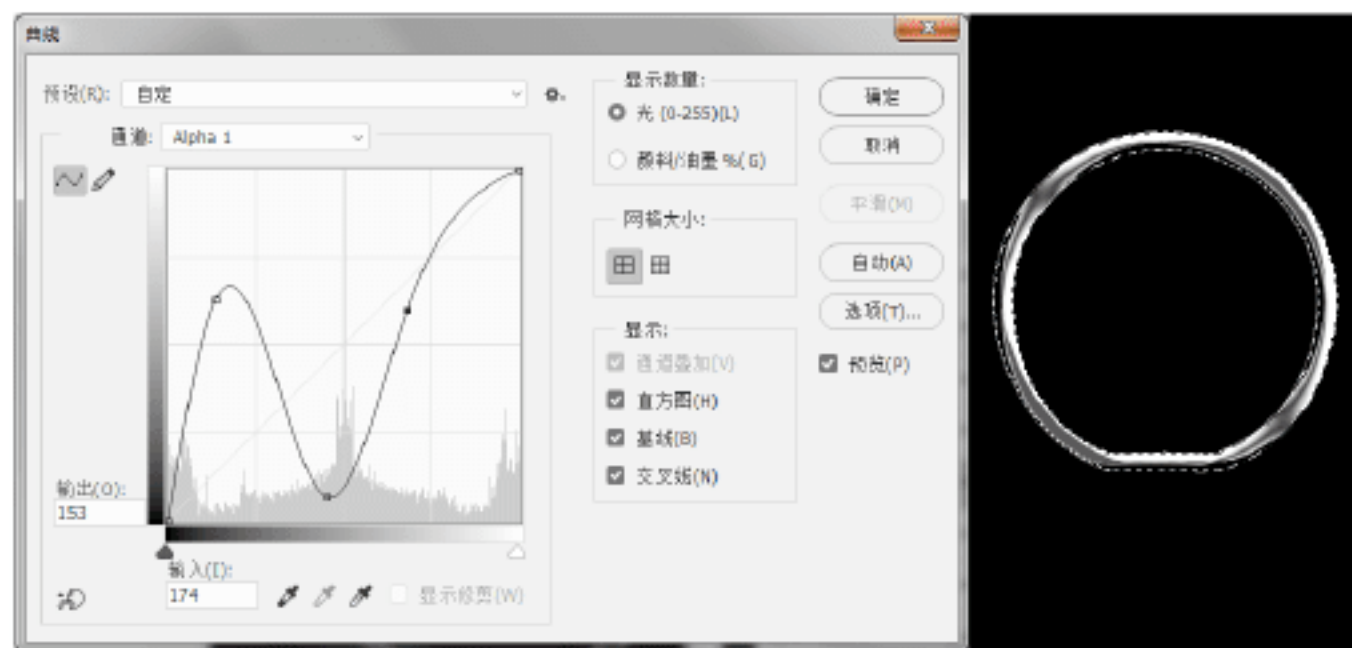 曲线
预设(R): 自定
通道: Alpha 1
输出(O):
153
输入(I):
174
显示修剪(W)
显示数量:
光 (0-255)(L)
颜料/油墨 %(G)
网格大小:
显示:
通道叠加(V)
直方图(H)
基线(B)
交叉线(N)
确定
取消
平滑(M)
自动(A)
选项(T)...
预览(P)